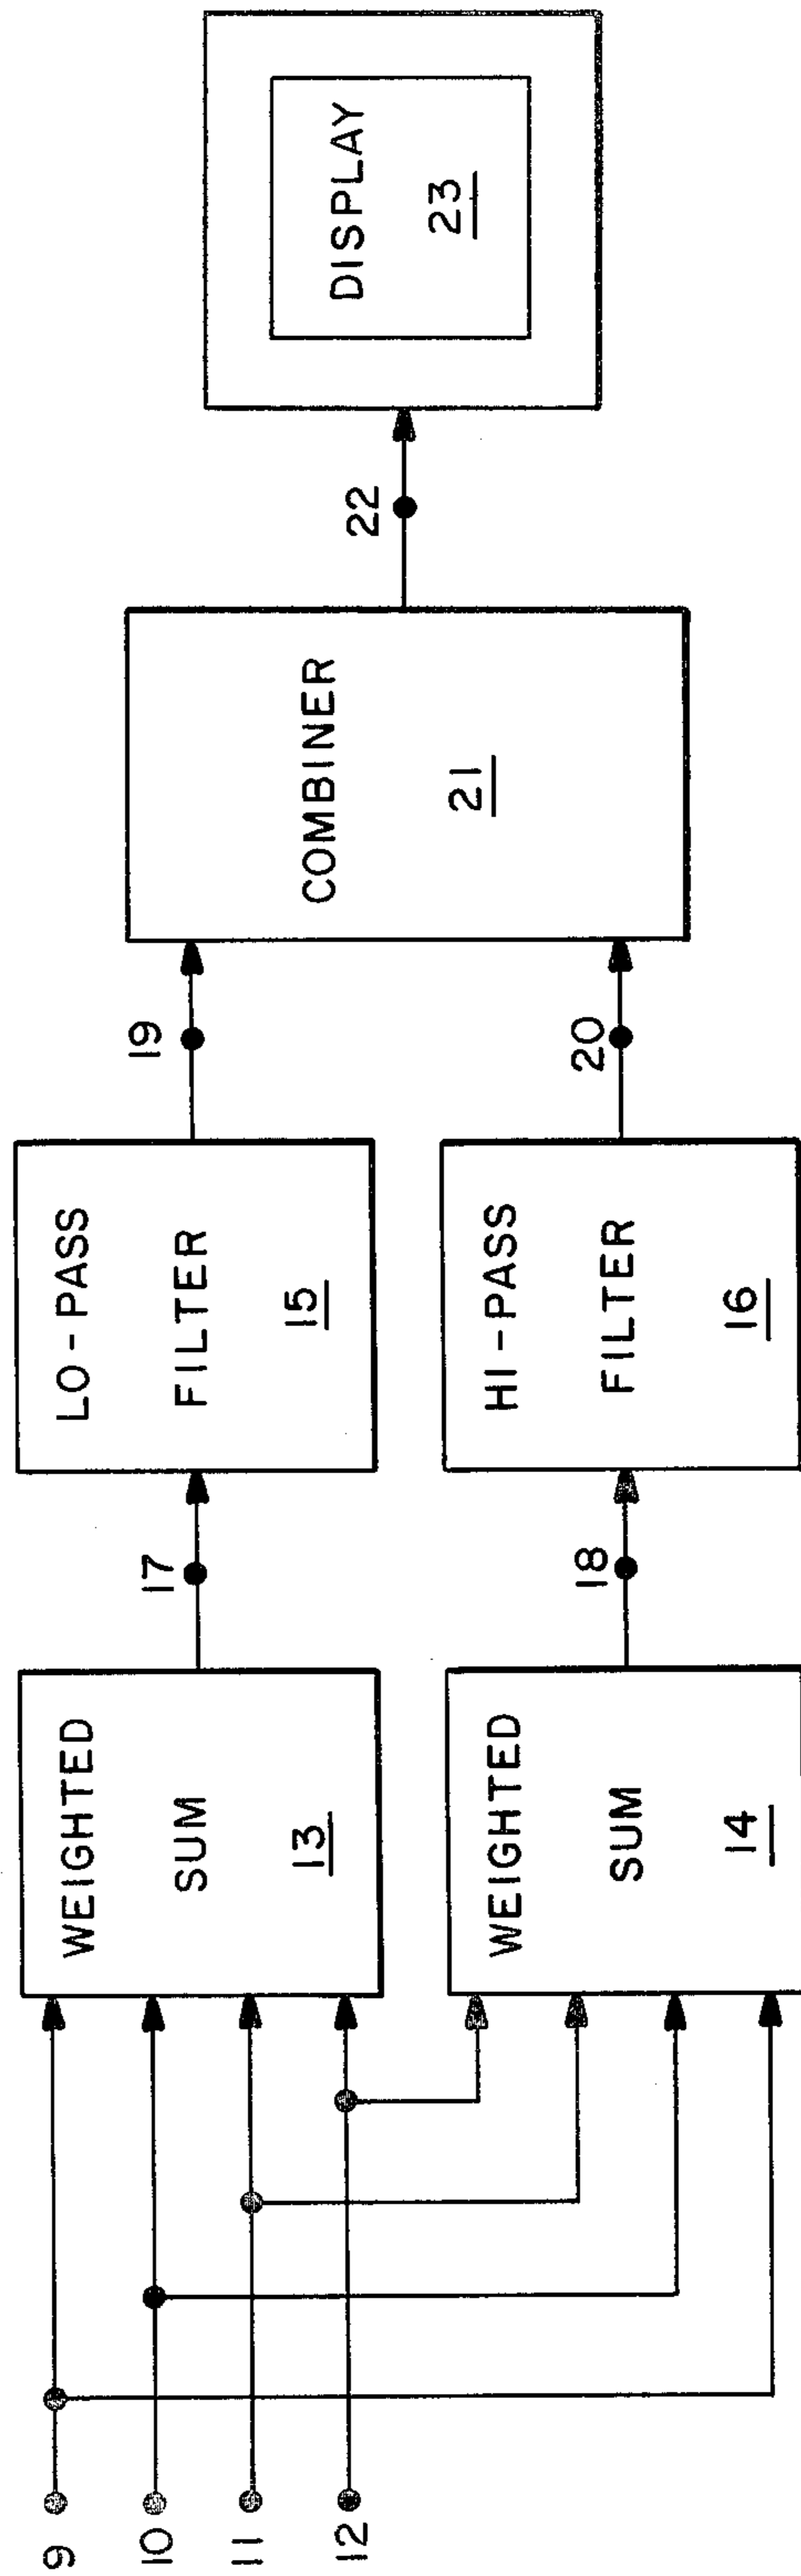 9
10
11
12
WEIGHTED
SUM
13
WEIGHTED
SUM
14
17
18
LO-PASS
FILTER
15
HI-PASS
FILTER
16
19
20
COMBINER
21
22
DISPLAY
23